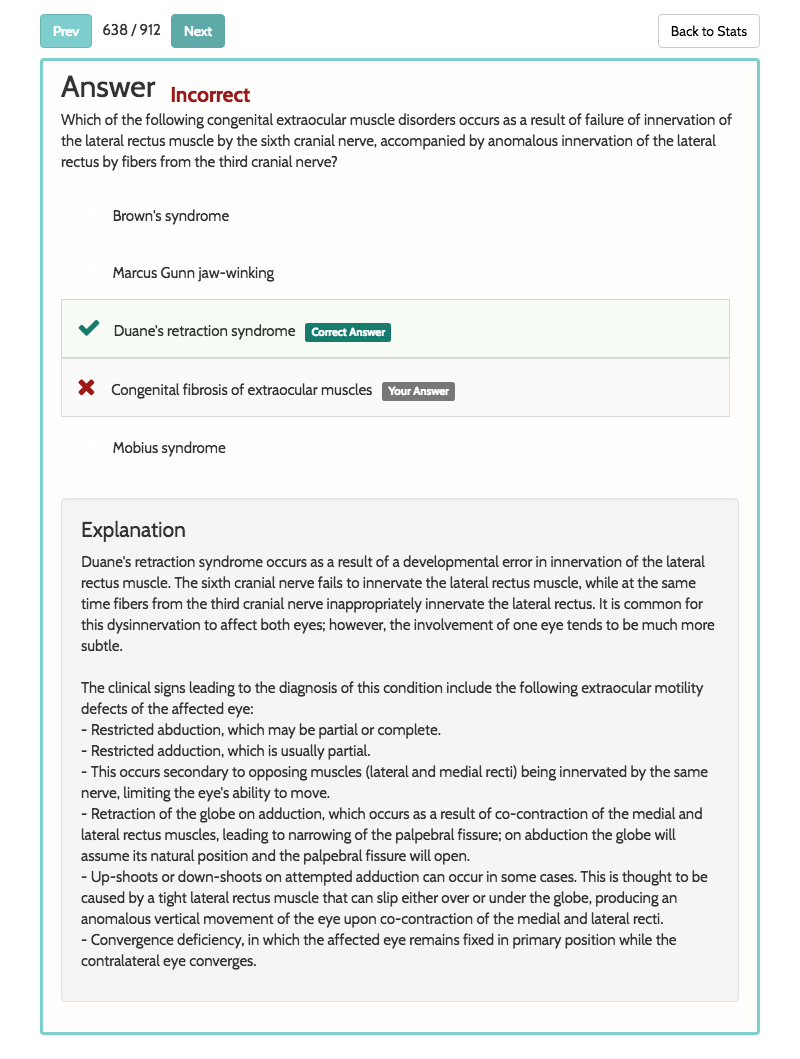 Prev 638 / 912 Next Back to Stats
Answer Incorrect
Which of the following congenital extraocular muscle disorders occurs as a result of failure of innervation of
the lateral rectus muscle by the sixth cranial nerve, accompanied by anomalous innervation of the lateral
rectus by fibers from the third cranial nerve?
Brown's syndrome
Marcus Gunn jaw-winking
Duane's retraction syndrome Correct Answer
Congenital fibrosis of extraocular muscles Your Answer
Mobius syndrome
Explanation
Duane's retraction syndrome occurs as a result of a developmental error in innervation of the lateral
rectus muscle. The sixth cranial nerve fails to innervate the lateral rectus muscle, while at the same
time fibers from the third cranial nerve inappropriately innervate the lateral rectus. It is common for
this dysinnervation to affect both eyes; however, the involvement of one eye tends to be much more
subtle.
The clinical signs leading to the diagnosis of this condition include the following extraocular motility
defects of the affected eye:
- Restricted abduction, which may be partial or complete.
- Restricted adduction, which is usually partial.
- This occurs secondary to opposing muscles (lateral and medial recti) being innervated by the same
nerve, limiting the eye's ability to move.
- Retraction of the globe on adduction, which occurs as a result of co-contraction of the medial and
lateral rectus muscles, leading to narrowing of the palpebral fissure; on abduction the globe will
assume its natural position and the palpebral fissure will open.
- Up-shoots or down-shoots on attempted adduction can occur in some cases. This is thought to be
caused by a tight lateral rectus muscle that can slip either over or under the globe, producing an
anomalous vertical movement of the eye upon co-contraction of the medial and lateral recti.
- Convergence deficiency, in which the affected eye remains fixed in primary position while the
contralateral eye converges.